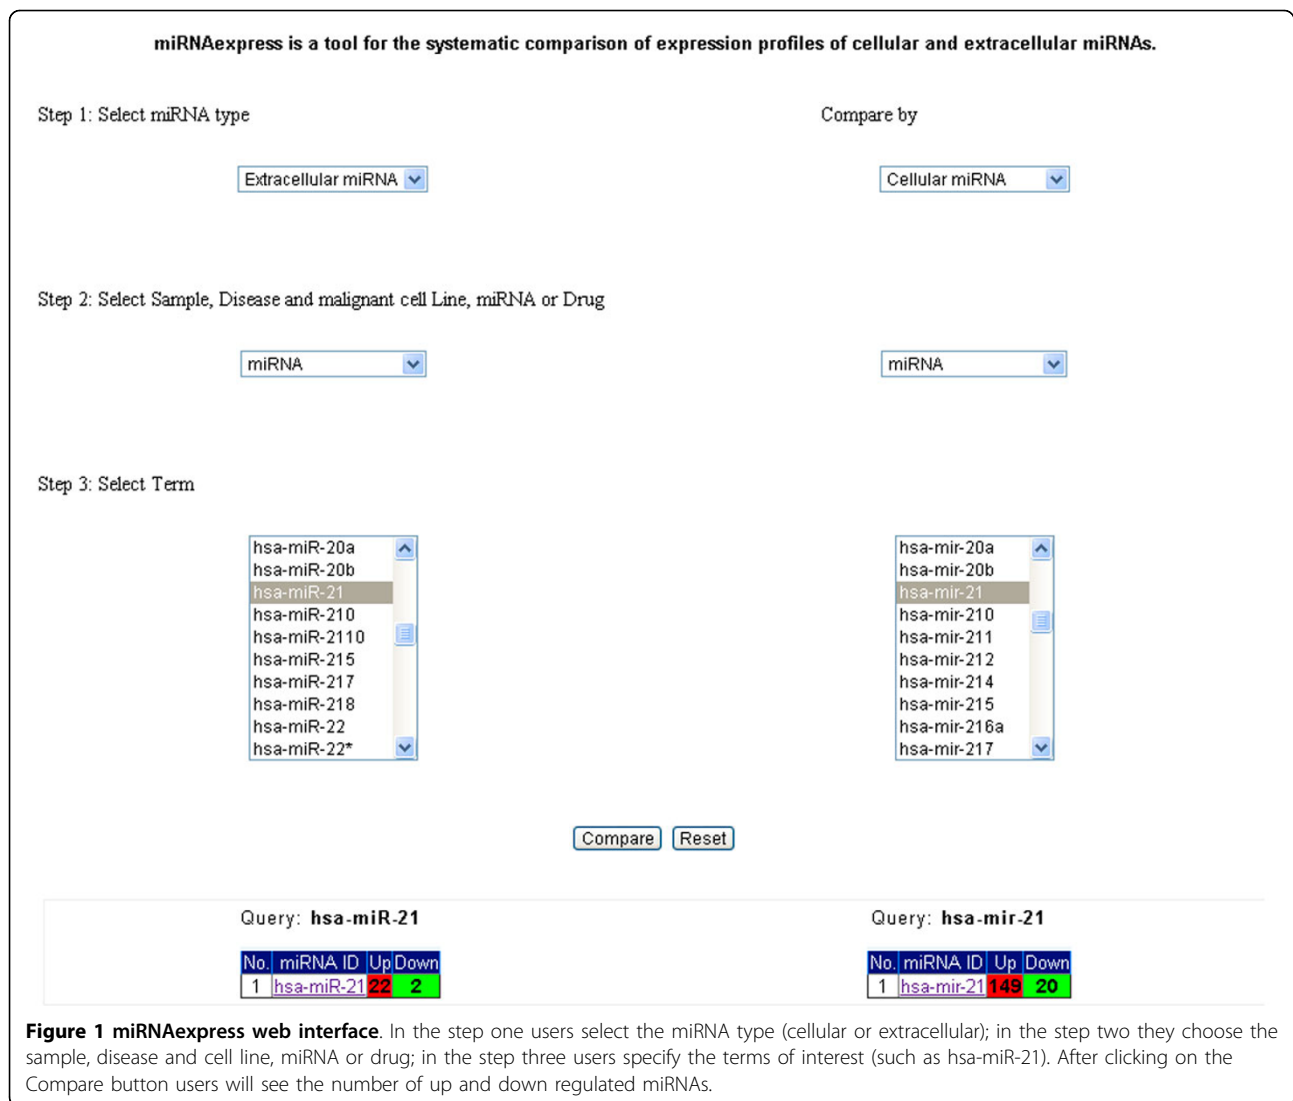 miRNAexpress is a tool for the systematic comparison of expression profiles of cellular and extracellular miRNAs.
Step 1: Select miRNA type
Compare by
Extracellular miRNA
Cellular miRNA
Step 2: Select Sample, Disease and malignant cell Line, miRNA or Drug
miRNA
miRNA
Step 3: Select Term
hsa-miR-20a
hsa-miR-20b
hsa-miR-21
hsa-miR-210
hsa-miR-2110
hsa-miR-215
hsa-miR-217
hsa-miR-218
hsa-miR-22
hsa-miR-22*
hsa-mir-20a
hsa-mir-20b
hsa-mir-21
hsa-mir-210
hsa-mir-211
hsa-mir-212
hsa-mir-214
hsa-mir-215
hsa-mir-216a
hsa-mir-217
Compare Reset
Query: hsa-miR-21
No. miRNA ID Up Down
1 hsa-miR-21 22 2
Query: hsa-mir-21
No. miRNA ID Up Down
1 hsa-mir-21 149 20
Figure 1 miRNAexpress web interface. In the step one users select the miRNA type (cellular or extracellular); in the step two they choose the
sample, disease and cell line, miRNA or drug; in the step three users specify the terms of interest (such as hsa-miR-21). After clicking on the
Compare button users will see the number of up and down regulated miRNAs.